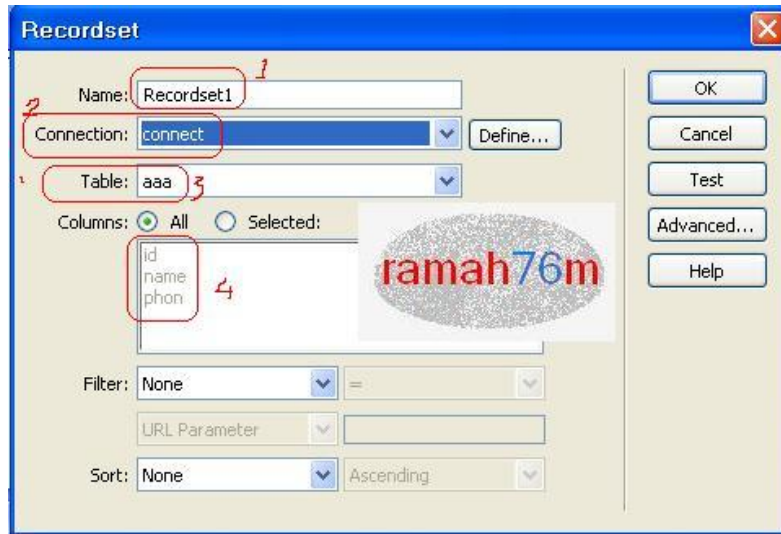 Recordset
1
Name: Recordset1 OK
2
Connection: connect Define... Cancel
Table: aaa 3 Test
Columns: All Selected: Advanced...
id
name
phon
4
ramah76m
Help
Filter: None =
URL Parameter
Sort: None Ascending